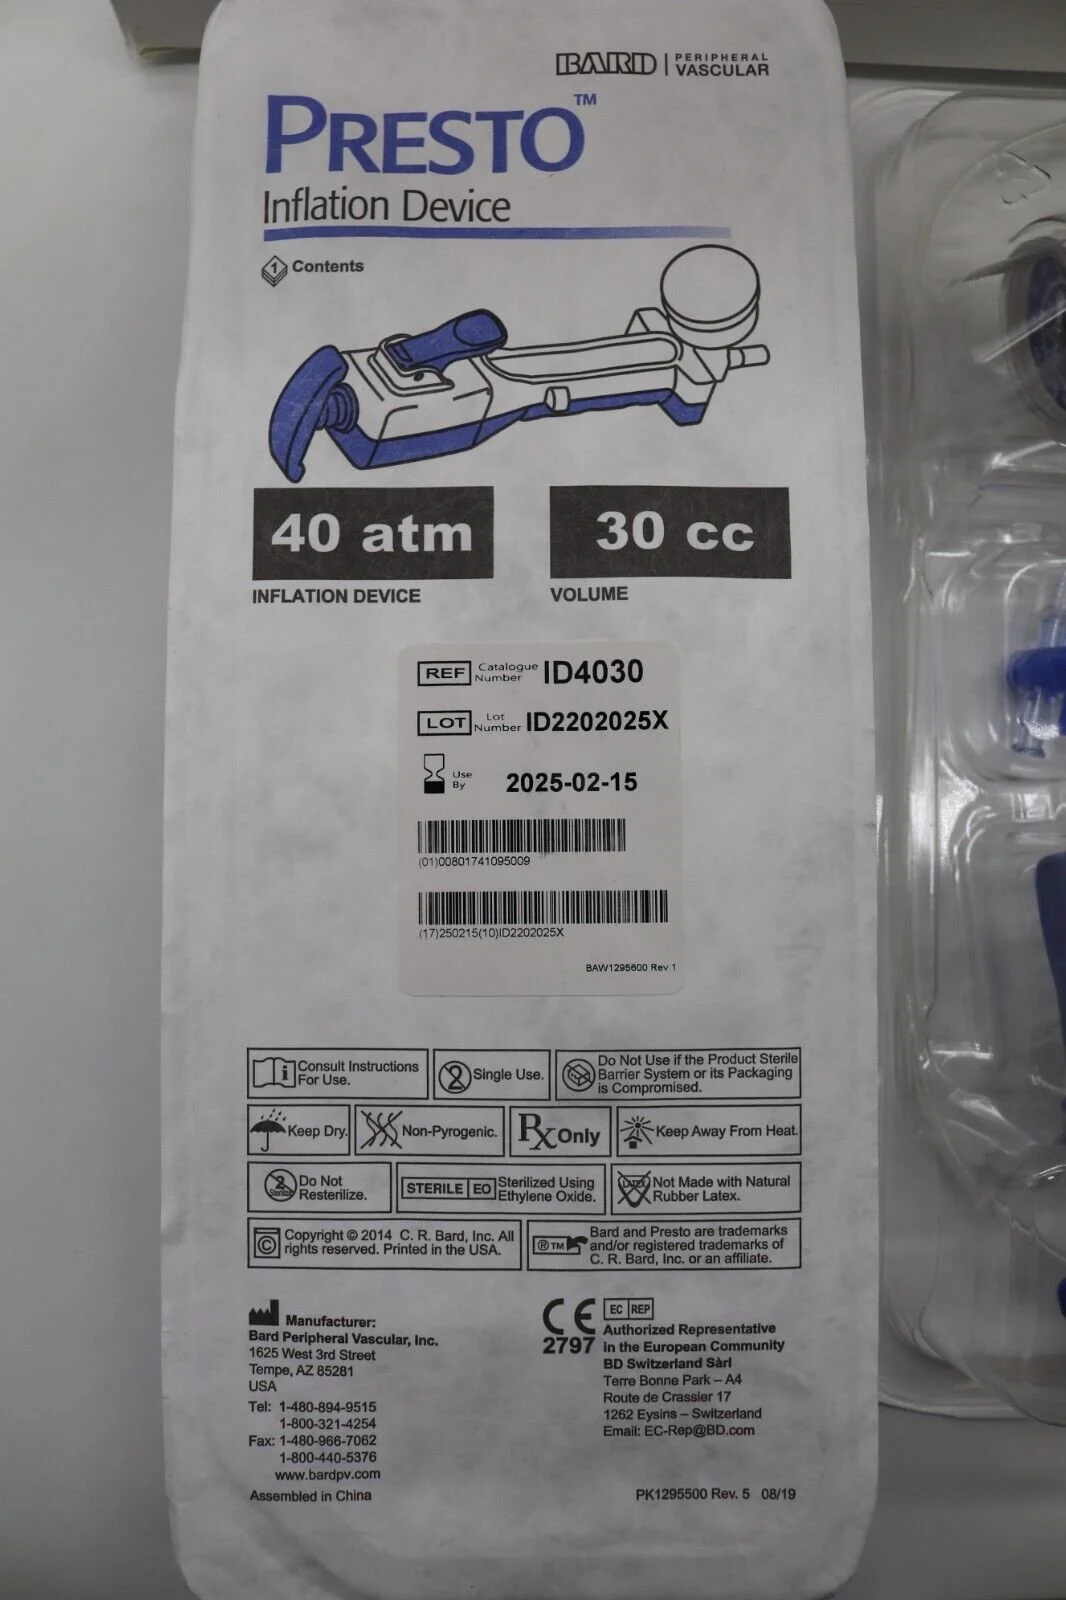 BARD | PERIPHERAL VASCULAR
PRESTO™
Inflation Device
1 Contents
40 atm
INFLATION DEVICE
30 cc
VOLUME
REF Catalogue Number ID4030
LOT Lot Number ID2202025X
Use By 2025-02-15
(01)00801741095009
(17)250215(10)ID2202025X
BAW1295600 Rev 1
Consult Instructions
For Use.
2 Single Use.
Do Not Use if the Product Sterile
Barrier System or its Packaging
is Compromised.
Keep Dry.
Non-Pyrogenic.
Rx Only
Keep Away From Heat.
2 Sterilize
Do Not
Resterilize.
STERILE EO
Sterilized Using
Ethylene Oxide.
LATEX
Not Made with Natural
Rubber Latex.
© Copyright © 2014 C. R. Bard, Inc. All
rights reserved. Printed in the USA.
® TM
Bard and Presto are trademarks
and/or registered trademarks of
C. R. Bard, Inc. or an affiliate.
Manufacturer:
Bard Peripheral Vascular, Inc.
1625 West 3rd Street
Tempe, AZ 85281
USA
Tel: 1-480-894-9515
1-800-321-4254
Fax: 1-480-966-7062
1-800-440-5376
www.bardpv.com
Assembled in China
CE
2797
EC REP
Authorized Representative
in the European Community
BD Switzerland Sàrl
Terre Bonne Park – A4
Route de Crassier 17
1262 Eysins – Switzerland
Email: EC-Rep@BD.com
PK1295500 Rev. 5 08/19